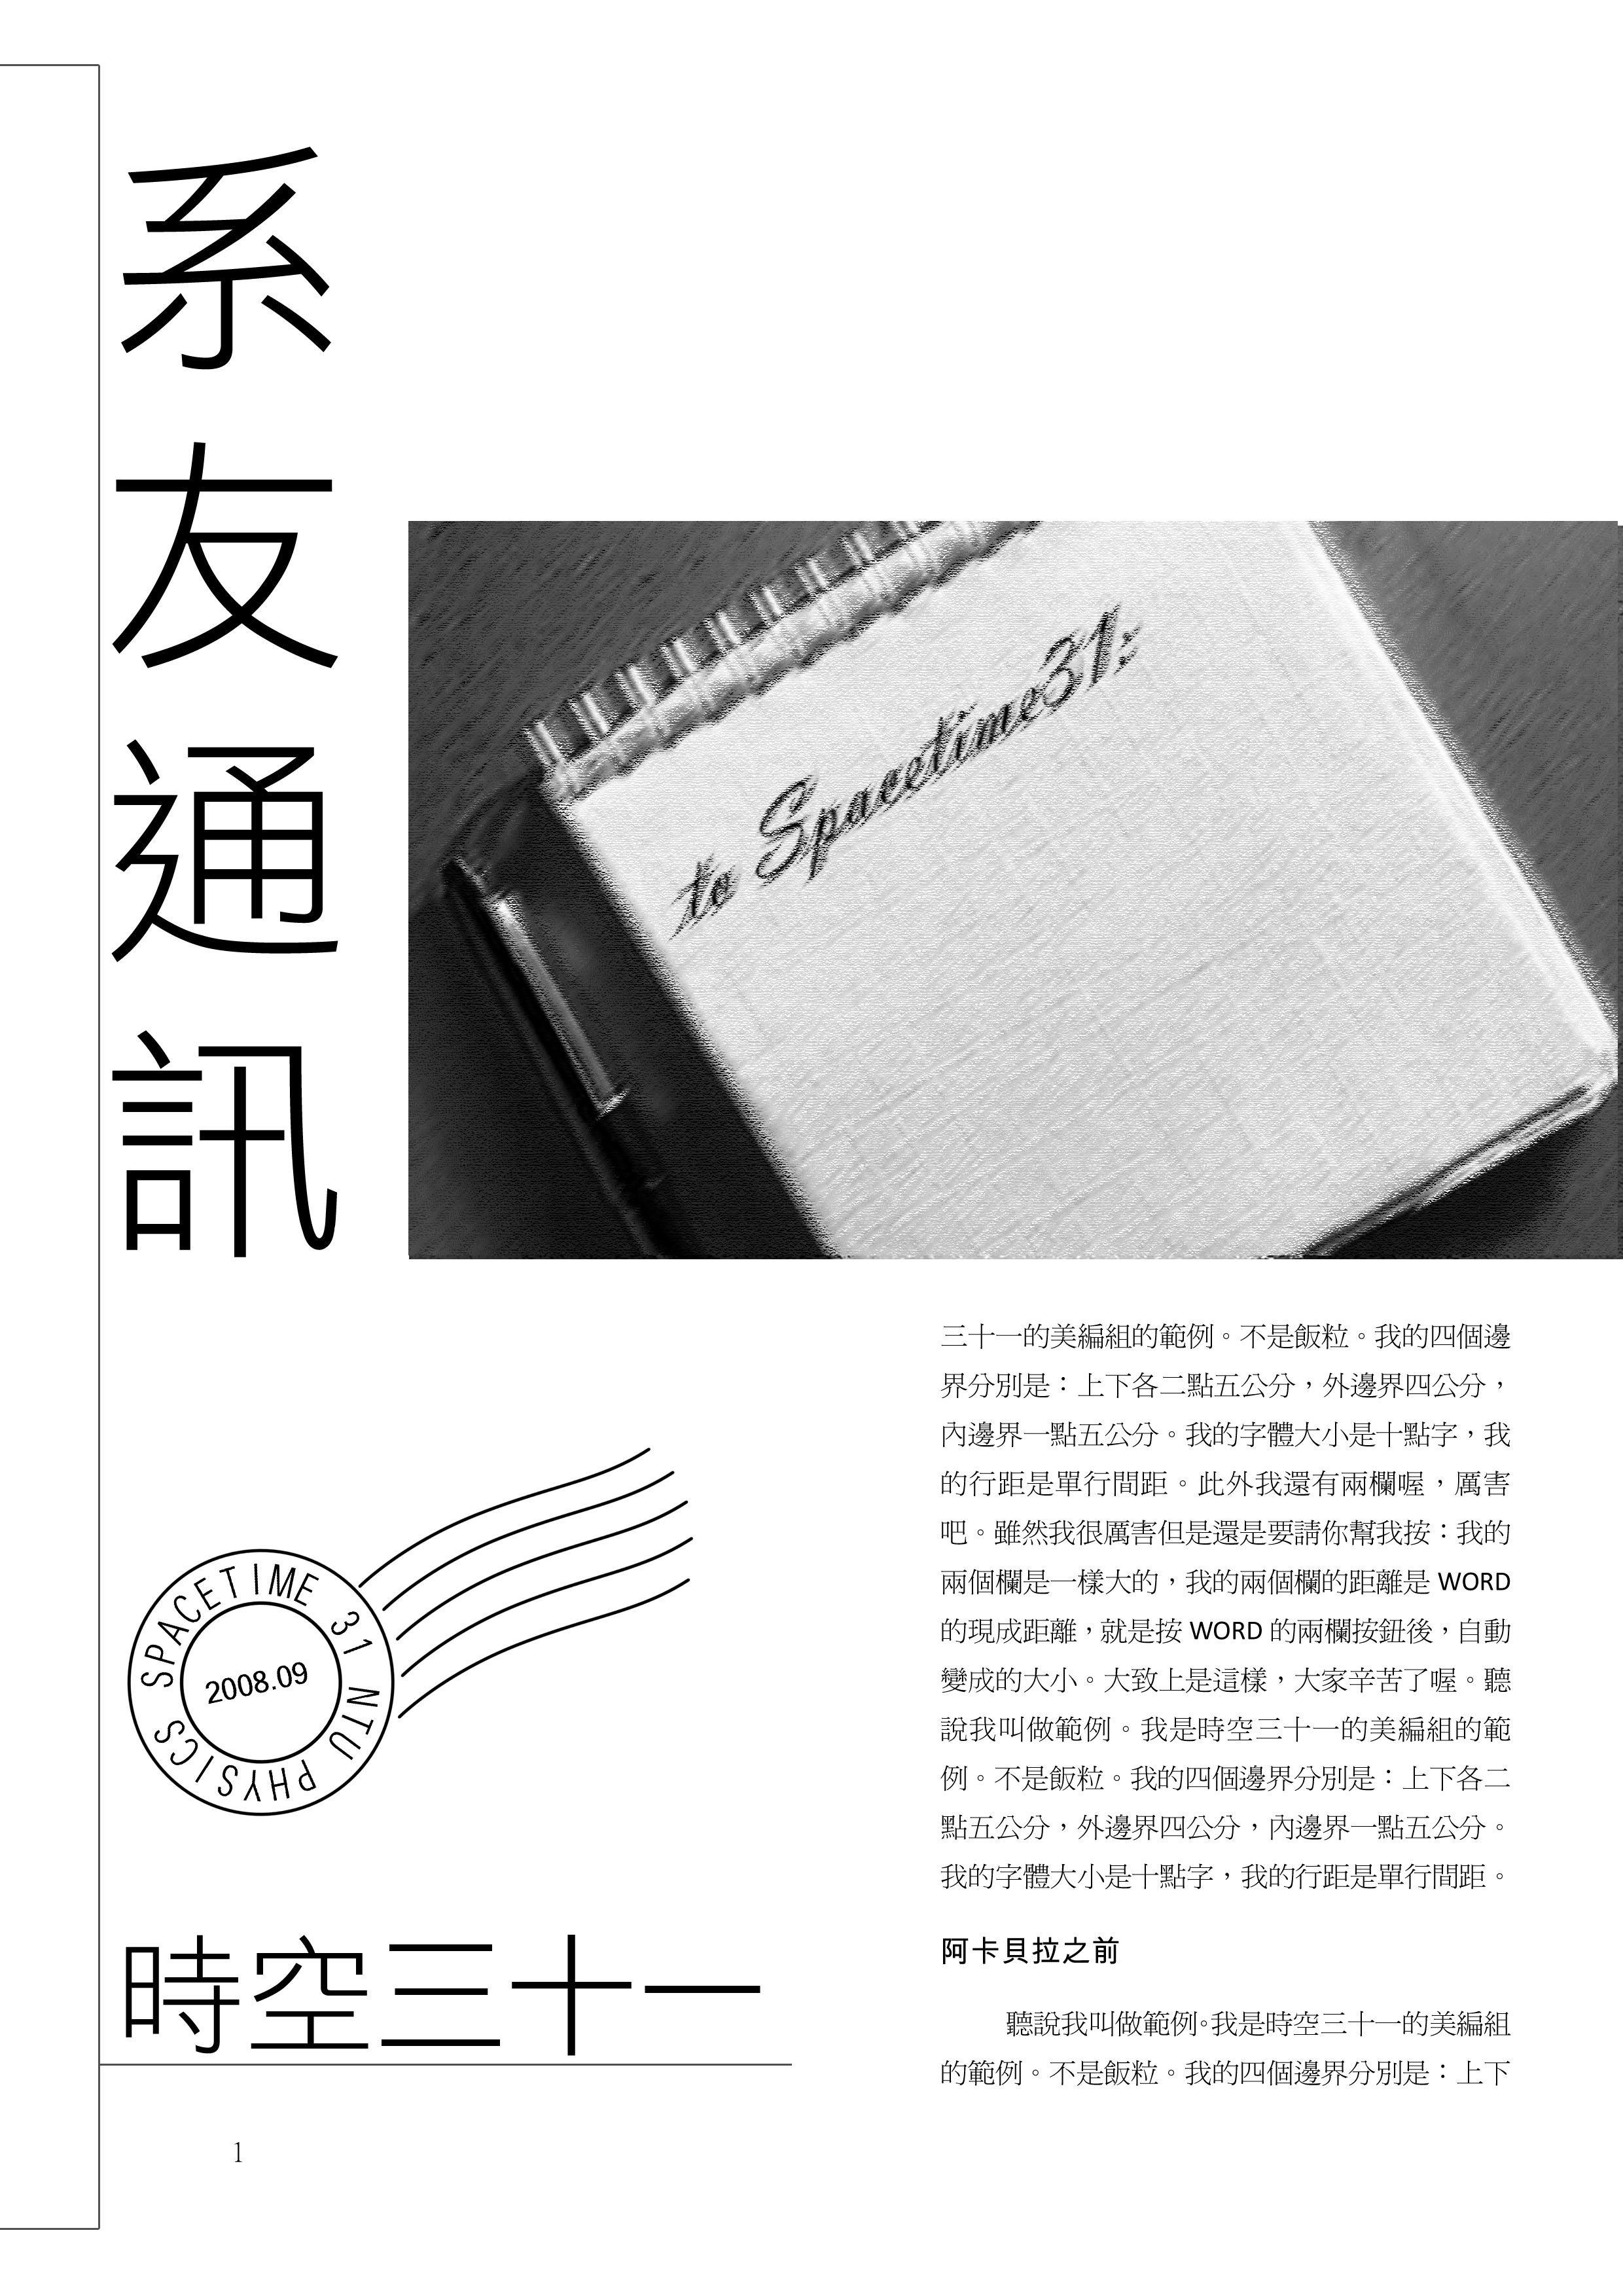 系友通訊
to Spacetime31:
三十一的美編組的範例。不是飯粒。我的四個邊
界分別是：上下各二點五公分，外邊界四公分，
內邊界一點五公分。我的字體大小是十點字，我
的行距是單行間距。此外我還有兩欄喔，厲害
吧。雖然我很厲害但是還是要請你幫我按：我的
兩個欄是一樣大的，我的兩個欄的距離是 WORD
的現成距離，就是按 WORD 的兩欄按鈕後，自動
變成的大小。大致上是這樣，大家辛苦了喔。聽
說我叫做範例。我是時空三十一的美編組的範
例。不是飯粒。我的四個邊界分別是：上下各二
點五公分，外邊界四公分，內邊界一點五公分。
我的字體大小是十點字，我的行距是單行間距。
阿卡貝拉之前
聽說我叫做範例。我是時空三十一的美編組
的範例。不是飯粒。我的四個邊界分別是：上下
SPACETIME 31 NTU PHYSICS
2008.09
時空三十一
1